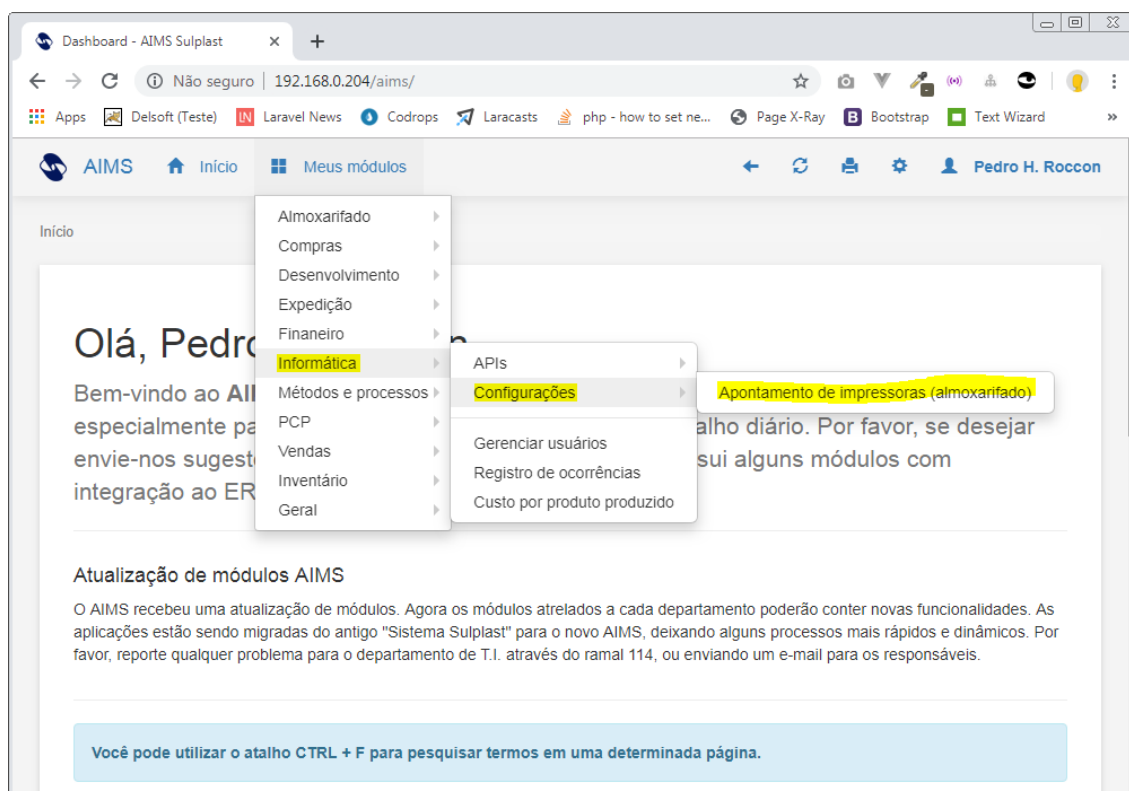 Dashboard - AIMS Sulplast
Não seguro | 192.168.0.204/aims/
Apps Delsoft (Teste) Laravel News Codrops Laracasts php - how to set ne... Page X-Ray Bootstrap Text Wizard »
AIMS Início Meus módulos Pedro H. Roccon
Início
Almoxarifado
Compras
Desenvolvimento
Expedição
Finaneiro
Informática
Métodos e processos
PCP
Vendas
Inventário
Geral
APIs
Configurações
Gerenciar usuários
Registro de ocorrências
Custo por produto produzido
Apontamento de impressoras (almoxarifado)
Olá, Pedro
Bem-vindo ao
especialmente alho diário. Por favor, se desejar
envie-nos sui alguns módulos com
integração ao
Atualização de módulos AIMS
O AIMS recebeu uma atualização de módulos. Agora os módulos atrelados a cada departamento poderão conter novas funcionalidades. As
aplicações estão sendo migradas do antigo "Sistema Sulplast" para o novo AIMS, deixando alguns processos mais rápidos e dinâmicos. Por
favor, reporte qualquer problema para o departamento de T.I. através do ramal 114, ou enviando um e-mail para os responsáveis.
Você pode utilizar o atalho CTRL + F para pesquisar termos em uma determinada página.